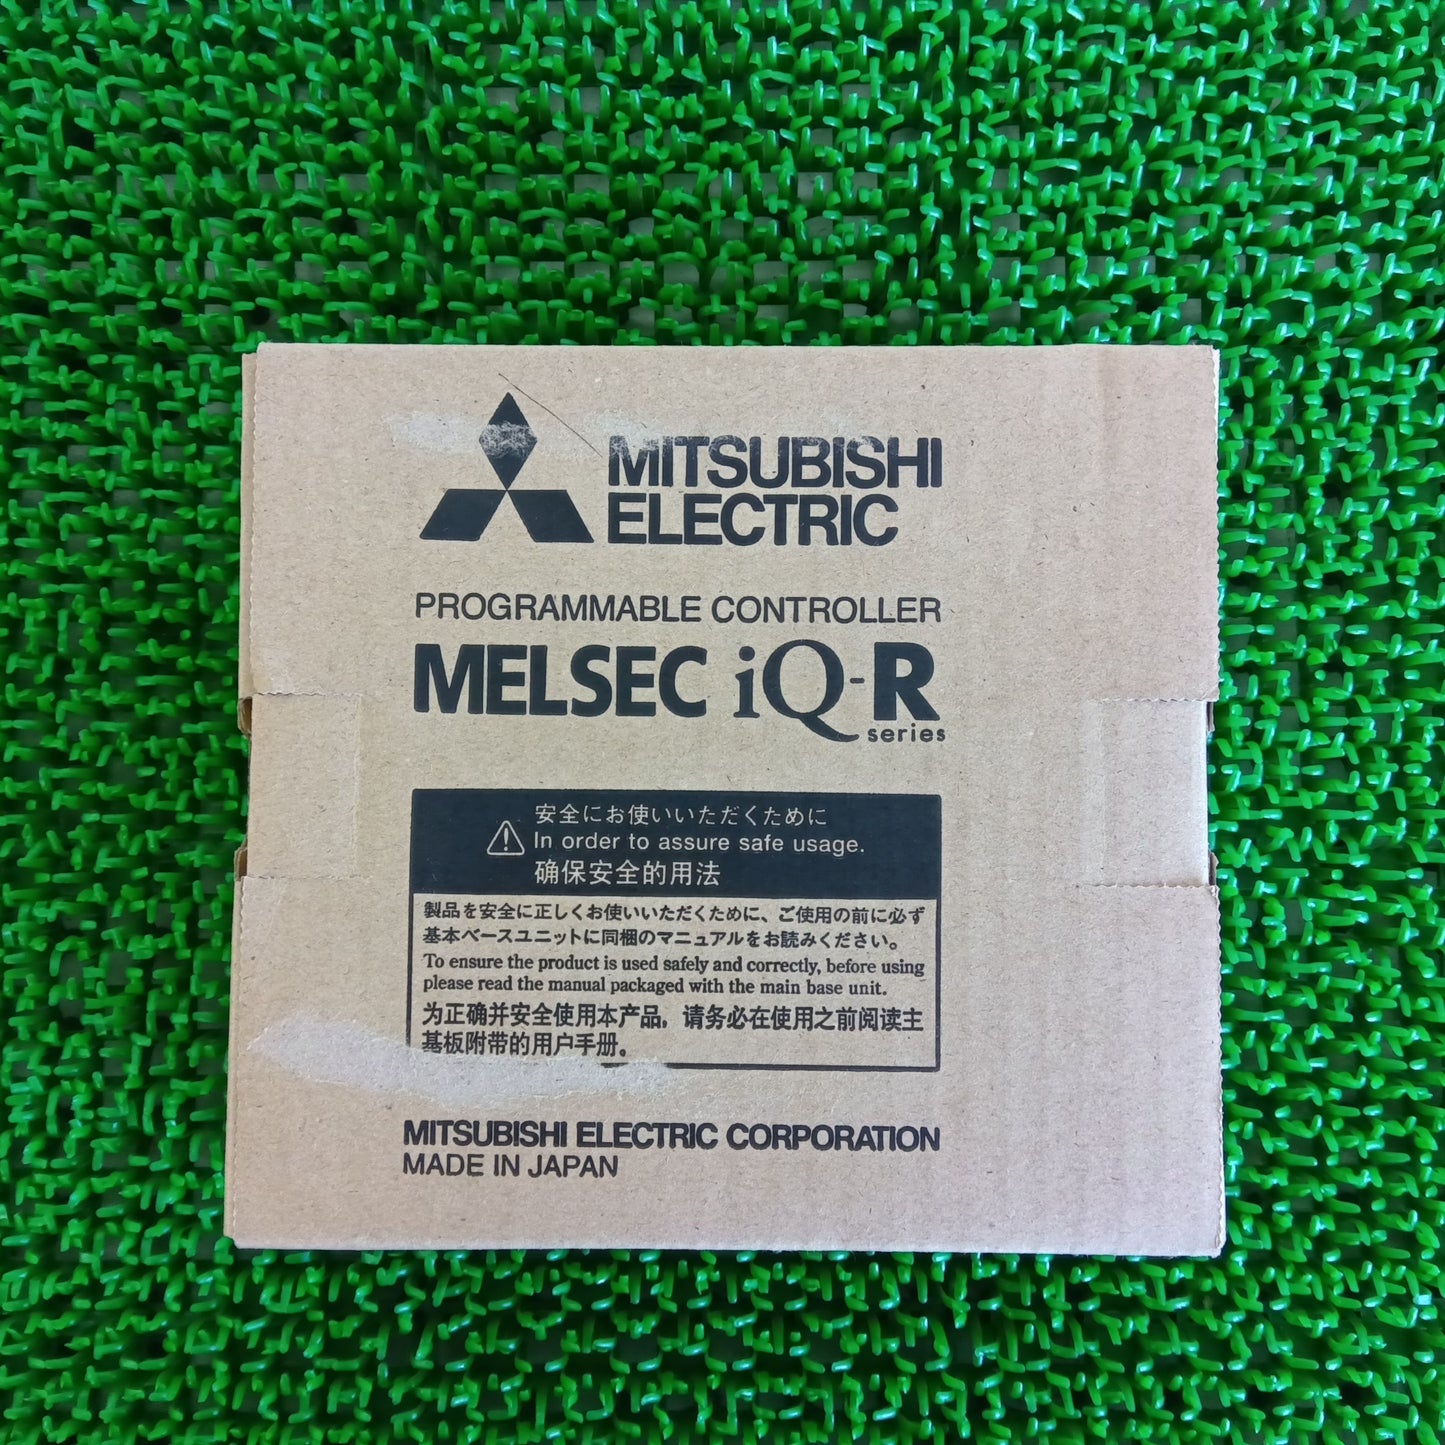 MITSUBISHI
ELECTRIC
PROGRAMMABLE CONTROLLER
MELSEC iQ-R
series
安全にお使いいただくために
In order to assure safe usage.
确保安全的用法
製品を安全に正しくお使いいただくために、ご使用の前に必ず
基本ベースユニットに同梱のマニュアルをお読みください。
To ensure the product is used safely and correctly, before using
please read the manual packaged with the main base unit.
为正确并安全使用本产品，请务必在使用之前阅读主
基板附带的用户手册。
MITSUBISHI ELECTRIC CORPORATION
MADE IN JAPAN